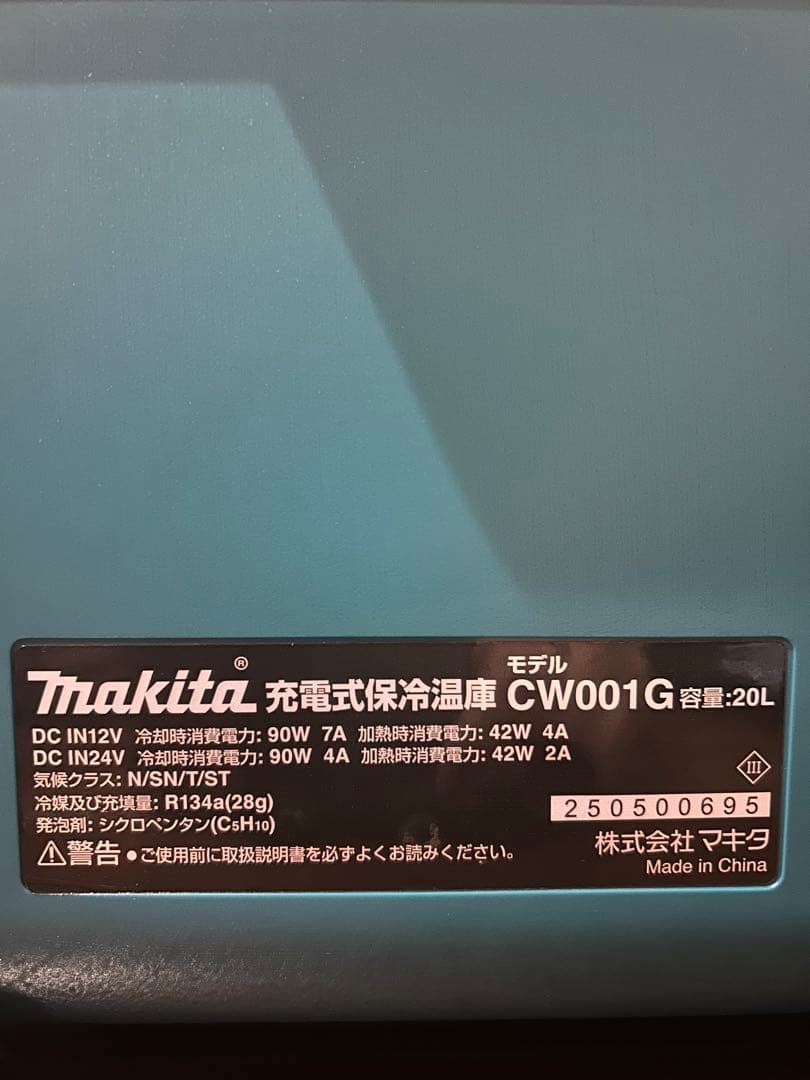 makita® 充電式保冷温庫 モデル CW001G 容量:20L
DC IN12V 冷却時消費電力: 90W 7A 加熱時消費電力: 42W 4A
DC IN24V 冷却時消費電力: 90W 4A 加熱時消費電力: 42W 2A
気候クラス: N/SN/T/ST
III
冷媒及び充填量: R134a(28g)
250500695
発泡剤: シクロペンタン(C₅H₁₀)
株式会社 マキタ
⚠警告 ●ご使用前に取扱説明書を必ずよくお読みください。
Made in China